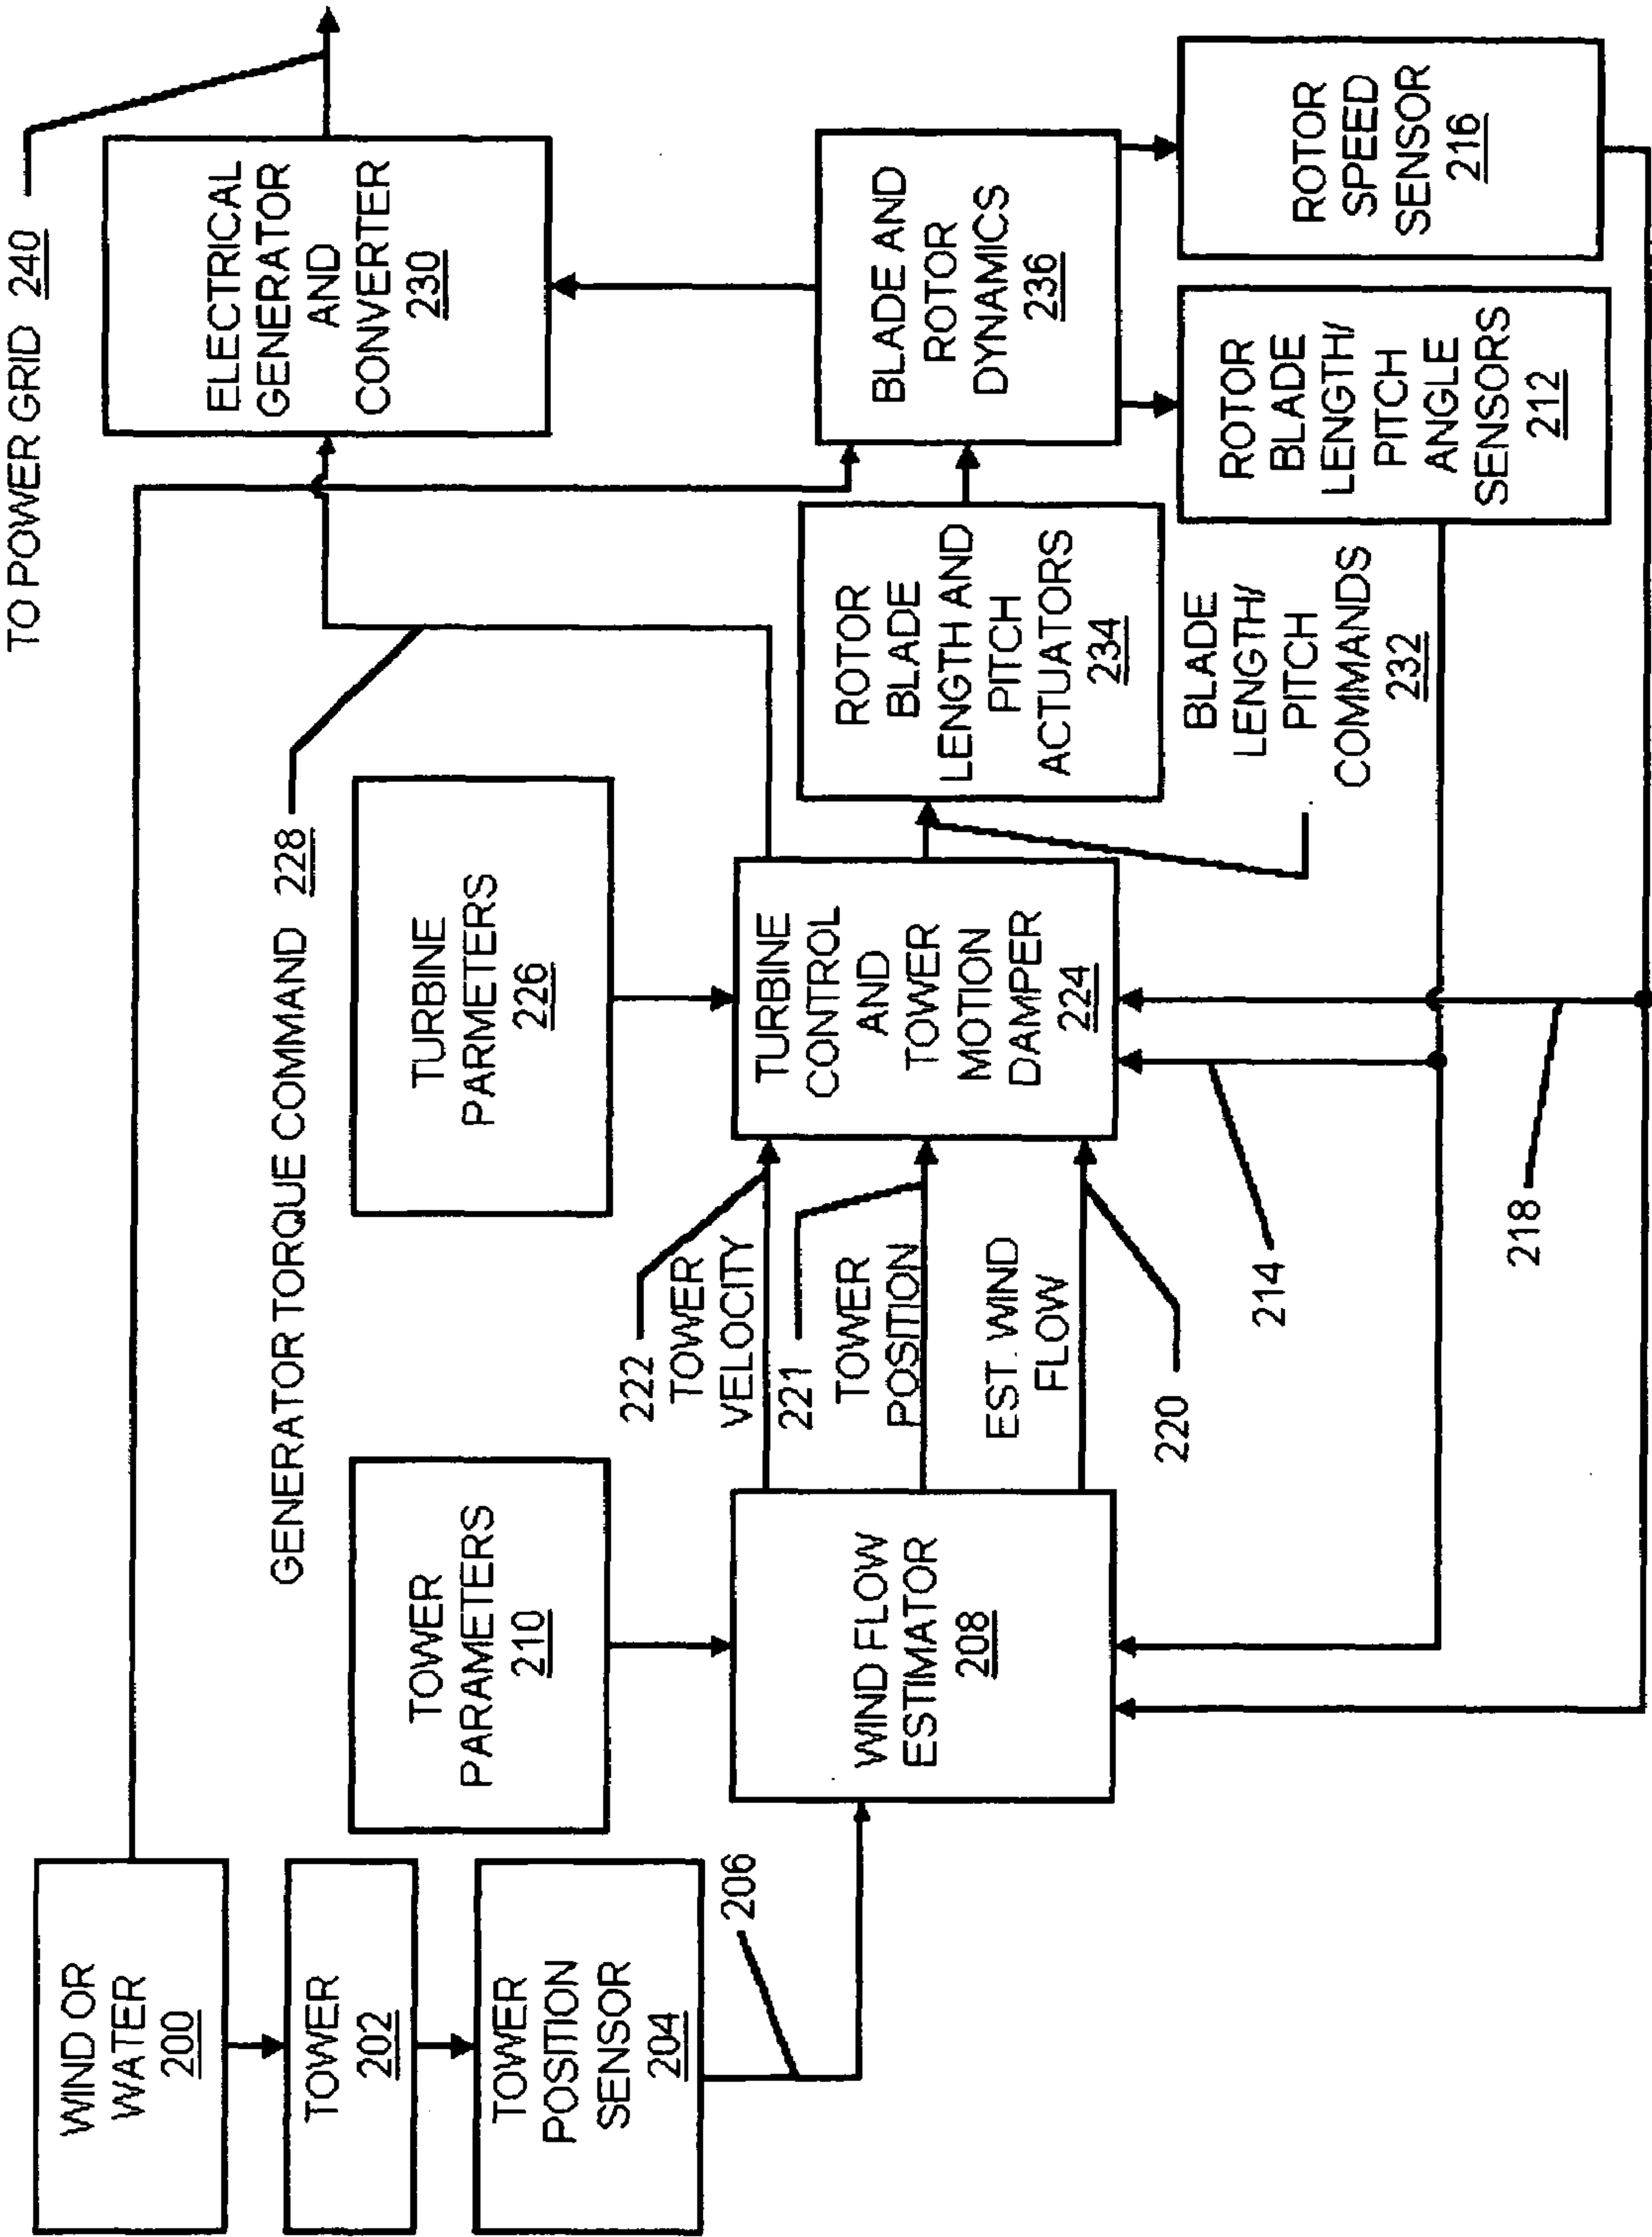 TO POWER GRID 240
WIND OR
WATER
200
TOWER
202
TOWER
POSITION
SENSOR
204
206
TOWER
PARAMETERS
210
WIND FLOW
ESTIMATOR
208
GENERATOR TORQUE COMMAND 228
222
TOWER
VELOCITY
221
TOWER
POSITION
EST. WIND
FLOW
220
TURBINE
PARMETERS
226
TURBINE
CONTROL
AND
TOWER
MOTION
DAMPER
224
214
218
ROTOR
BLADE
LENGTH AND
PITCH
ACTUATORS
234
BLADE
LENGTH/
PITCH
COMMANDS
232
ELECTRICAL
GENERATOR
AND
CONVERTER
230
BLADE AND
ROTOR
DYNAMICS
236
ROTOR
BLADE
LENGTH/
PITCH
ANGLE
SENSORS
212
ROTOR
SPEED
SENSOR
216